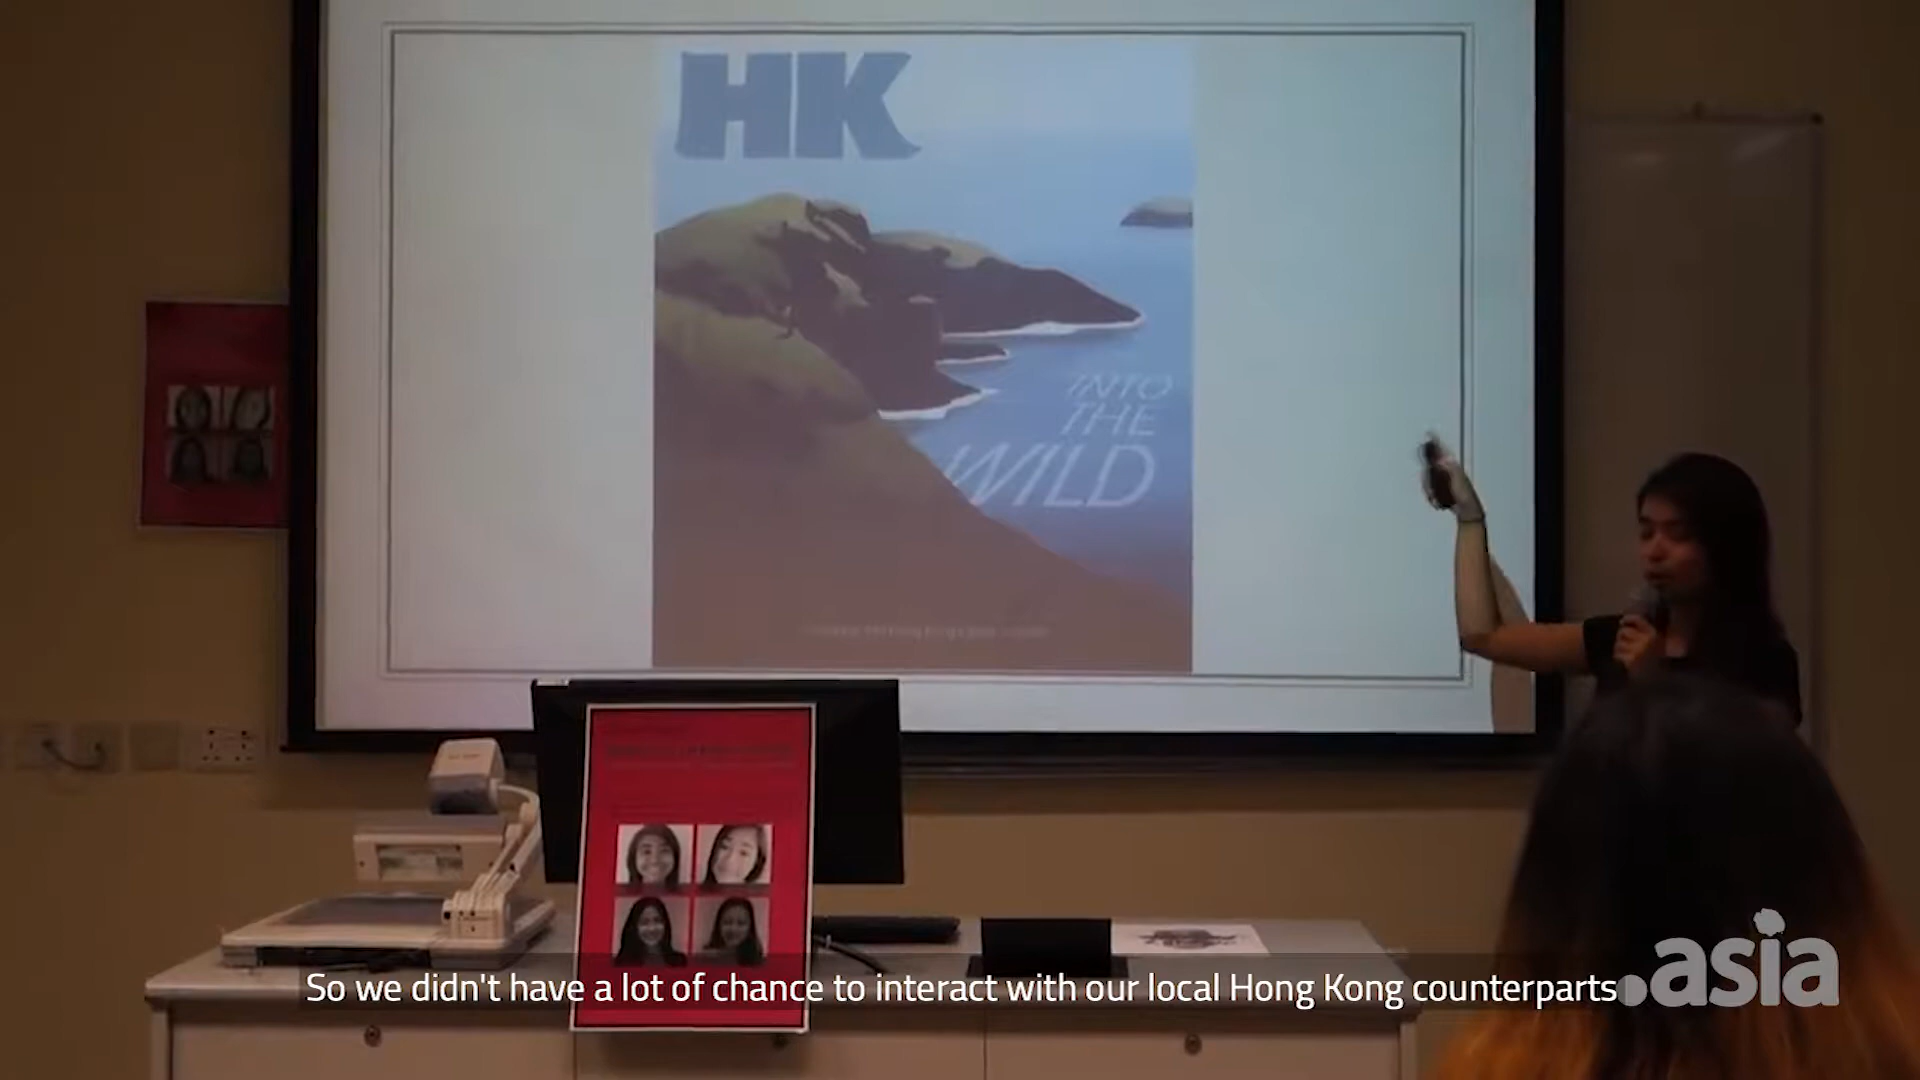 HK
INTO
THE
WILD
So we didn't have a lot of chance to interact with our local Hong Kong counterparts
.asia